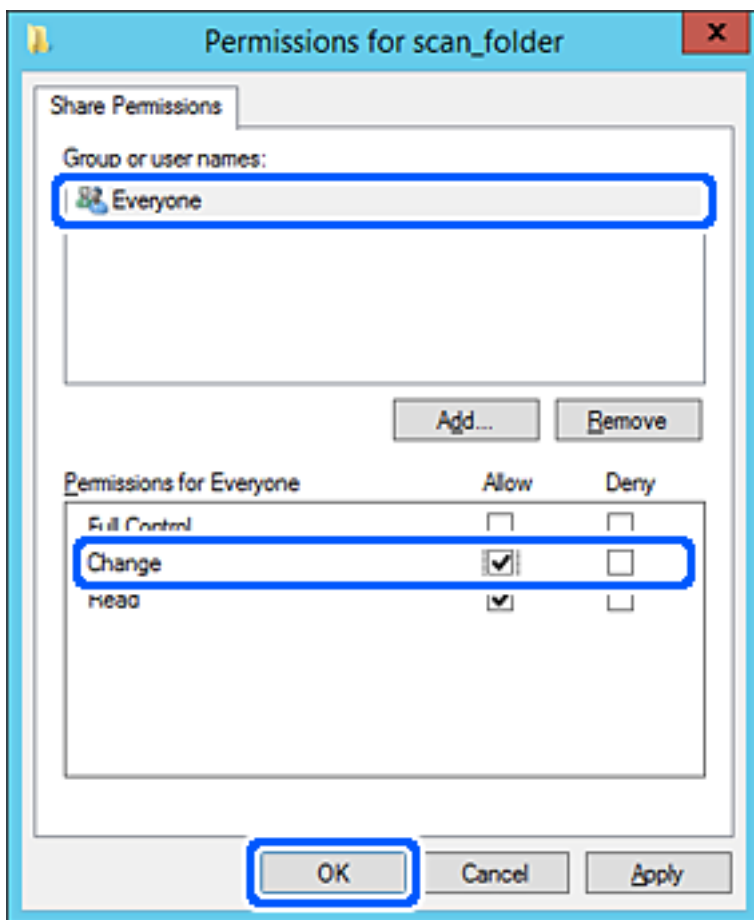 Permissions for scan_folder
x
Share Permissions
Group or user names:
Everyone
Add... Remove
Permissions for Everyone Allow Deny
Full Control
Change
Read
OK Cancel Apply